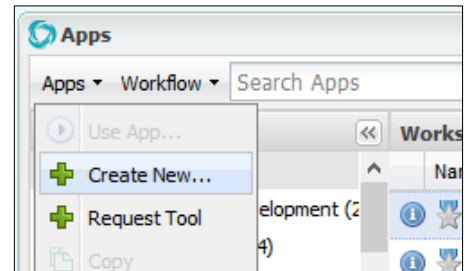 Apps
Apps Workflow Search Apps
Use App...
Works
Create New...
Nar
Request Tool
elopment (2
Copy
4)